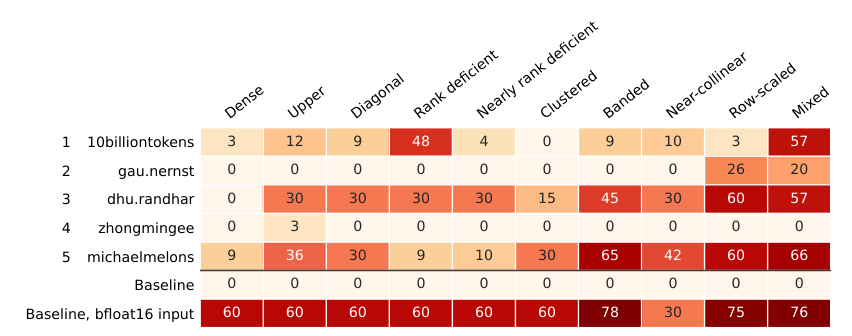 Dense Upper Diagonal Rank deficient Nearly rank deficient Clustered Banded Near-collinear Row-scaled Mixed
1 10billiontokens 3 12 9 48 4 0 9 10 3 57
2 gau.nernst 0 0 0 0 0 0 0 0 26 20
3 dhu.randhar 0 30 30 30 30 15 45 30 60 57
4 zhongmingee 0 3 0 0 0 0 0 0 0 0
5 michaelmelons 9 36 30 9 10 30 65 42 60 66
Baseline 0 0 0 0 0 0 0 0 0 0
Baseline, bfloat16 input 60 60 60 60 60 60 78 30 75 76